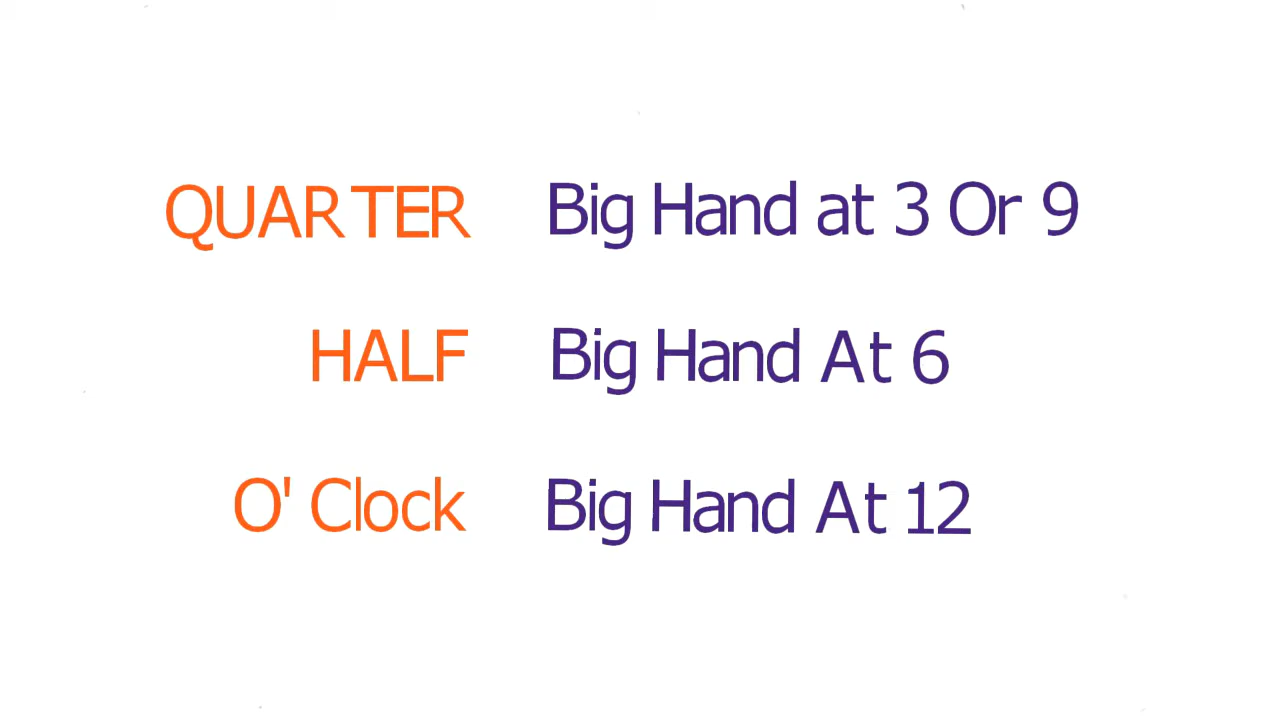 QUARTER Big Hand at 3 Or 9
HALF Big Hand At 6
O' Clock Big Hand At 12